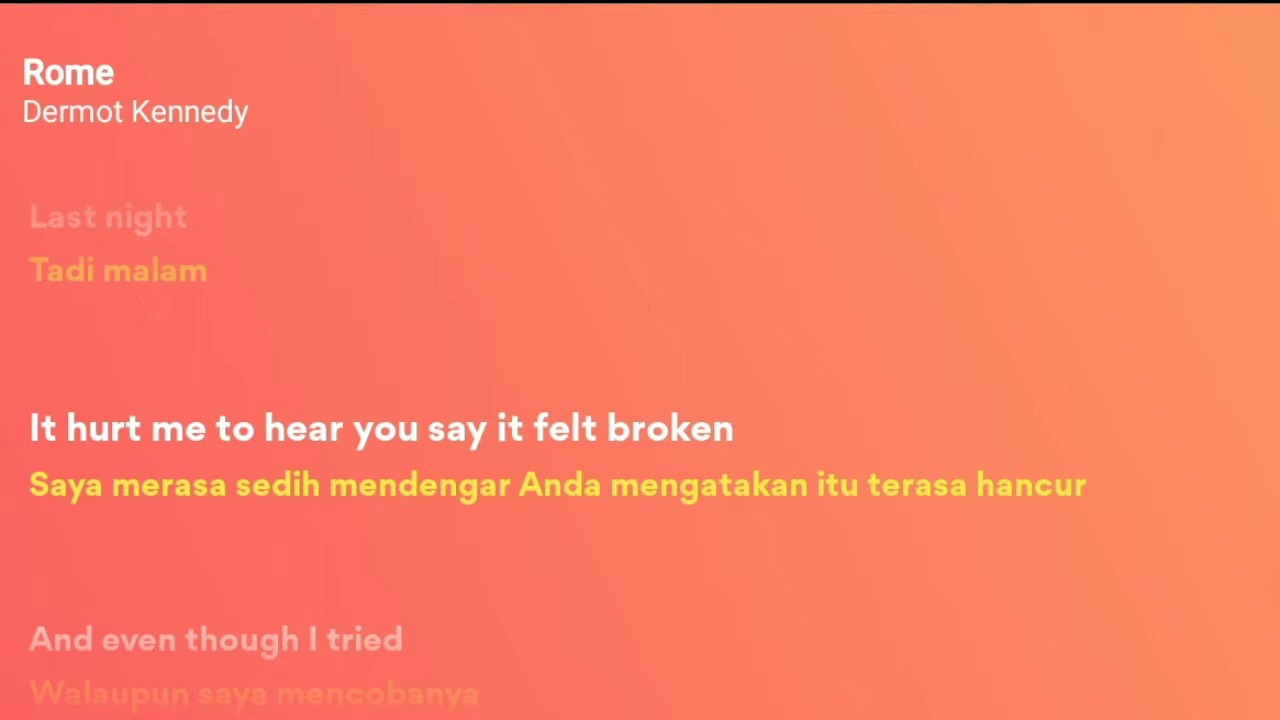 Rome
Dermot Kennedy
Last night
Tadi malam
It hurt me to hear you say it felt broken
Saya merasa sedih mendengar Anda mengatakan itu terasa hancur
And even though I tried
Walaupun saya mencobanya